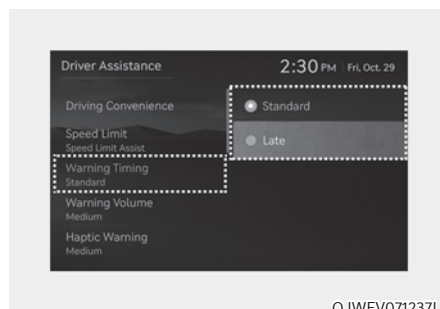 Driver Assistance
2:30 PM Fri, Oct. 29
Driving Convenience
Speed Limit
Speed Limit Assist
Warning Timing
Standard
Warning Volume
Medium
Haptic Warning
Medium
Standard
Late